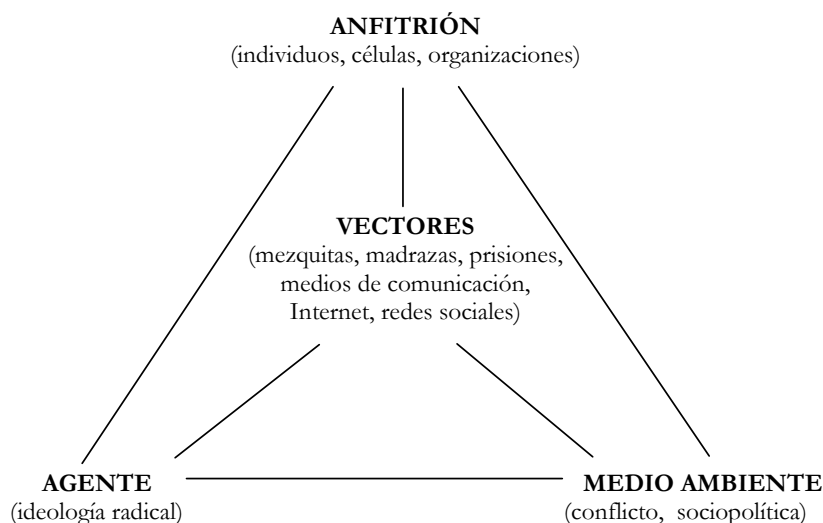 ANFITRIÓN
(individuos, células, organizaciones)
VECTORES
(mezquitas, madrazas, prisiones,
medios de comunicación,
Internet, redes sociales)
AGENTE
(ideología radical)
MEDIO AMBIENTE
(conflicto, sociopolítica)